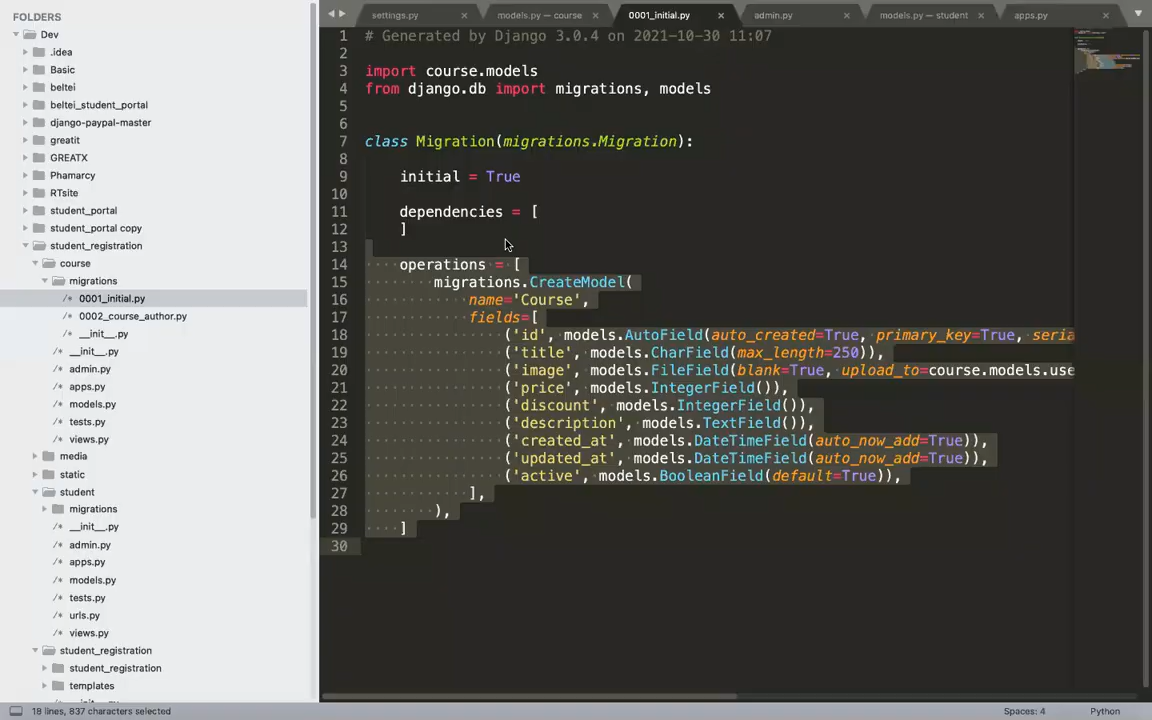 FOLDERS
Dev
.idea
Basic
beltei
beltei_student_portal
django-paypal-master
greatit
GREATX
Phamarcy
RTsite
student_portal
student_portal copy
student_registration
course
migrations
/* 0001_initial.py
/* 0002_course_author.py
/* __init__.py
/* __init__.py
/* admin.py
/* apps.py
/* models.py
/* tests.py
/* views.py
media
static
student
migrations
/* __init__.py
/* admin.py
/* apps.py
/* models.py
/* tests.py
/* urls.py
/* views.py
student_registration
student_registration
templates
settings.py
models.py — course
0001_initial.py
admin.py
models.py — student
apps.py
1 # Generated by Django 3.0.4 on 2021-10-30 11:07
2
3 import course.models
4 from django.db import migrations, models
5
6
7 class Migration(migrations.Migration):
8
9 initial = True
10
11 dependencies = [
12 ]
13
14 operations = [
15 migrations.CreateModel(
16 name='Course',
17 fields=[
18 ('id', models.AutoField(auto_created=True, primary_key=True, seria
19 ('title', models.CharField(max_length=250)),
20 ('image', models.FileField(blank=True, upload_to=course.models.use
21 ('price', models.IntegerField()),
22 ('discount', models.IntegerField()),
23 ('description', models.TextField()),
24 ('created_at', models.DateTimeField(auto_now_add=True)),
25 ('updated_at', models.DateTimeField(auto_now_add=True)),
26 ('active', models.BooleanField(default=True)),
27 ],
28 ),
29 ]
30
18 lines, 837 characters selected
Spaces: 4
Python